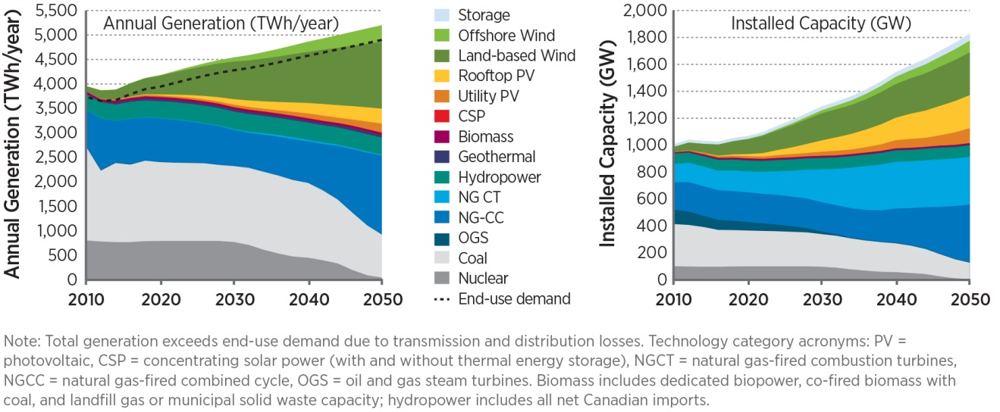 Annual Generation (TWh/year)
Annual Generation (TWh/year)
5,500
5,000
4,500
4,000
3,500
3,000
2,500
2,000
1,500
1,000
500
0
2010
2020
2030
2040
2050
Storage
Offshore Wind
Land-based Wind
Rooftop PV
Utility PV
CSP
Biomass
Geothermal
Hydropower
NG CT
NG-CC
OGS
Coal
Nuclear
End-use demand
Installed Capacity (GW)
Installed Capacity (GW)
2,000
1,800
1,600
1,400
1,200
1,000
800
600
400
200
0
2010
2020
2030
2040
2050
Note: Total generation exceeds end-use demand due to transmission and distribution losses. Technology category acronyms: PV =
photovoltaic, CSP = concentrating solar power (with and without thermal energy storage), NGCT = natural gas-fired combustion turbines,
NGCC = natural gas-fired combined cycle, OGS = oil and gas steam turbines. Biomass includes dedicated biopower, co-fired biomass with
coal, and landfill gas or municipal solid waste capacity; hydropower includes all net Canadian imports.